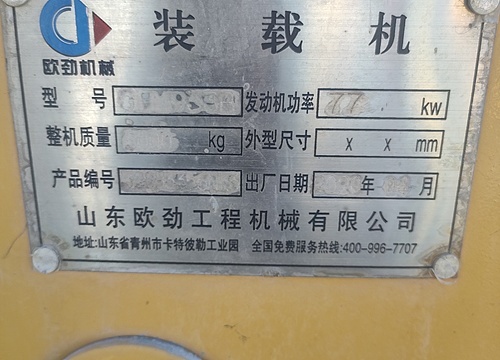 装载机
欧劲机械
型号 发动机功率 kw
整机质量 kg 外型尺寸 x x mm
产品编号 出厂日期 年 月
山东欧劲工程机械有限公司
地址:山东省青州市卡特彼勒工业园 全国免费服务热线:400-996-7707